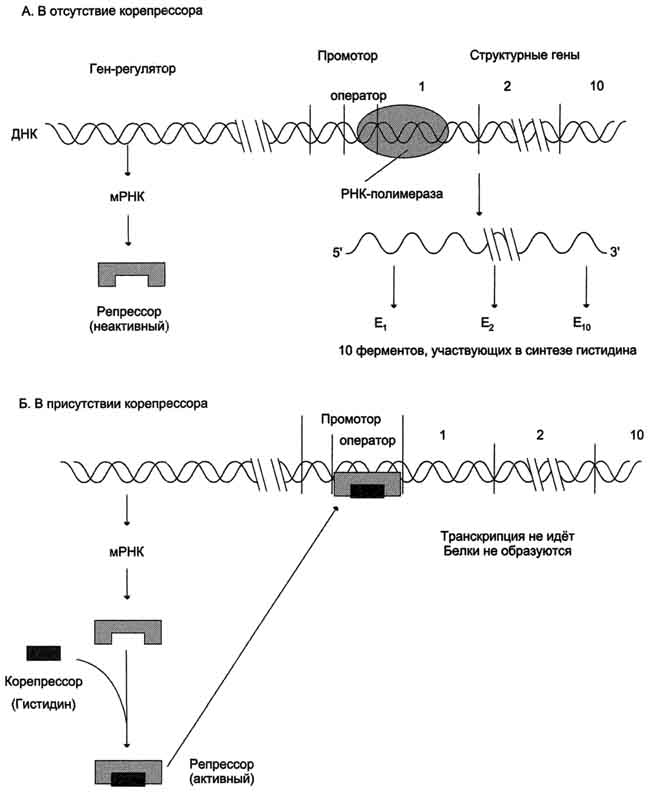 А. В отсутствие корепрессора
Ген-регулятор
Промотор
Структурные гены
оператор
1
2
10
ДНК
мРНК
РНК-полимераза
5'
3'
Репрессор
(неактивный)
E1
E2
E10
10 ферментов, участвующих в синтезе гистидина
Б. В присутствии корепрессора
Промотор
оператор
1
2
10
Транскрипция не идёт
Белки не образуются
мРНК
Корепрессор
(Гистидин)
Репрессор
(активный)